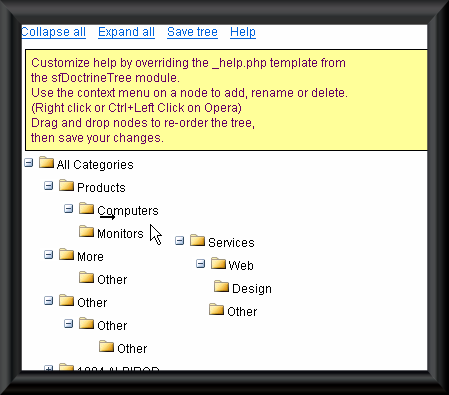 Collapse all Expand all Save tree Help
Customize help by overriding the _help.php template from
the sfDoctrineTree module.
Use the context menu on a node to add, rename or delete.
(Right click or Ctrl+Left Click on Opera)
Drag and drop nodes to re-order the tree,
then save your changes.
All Categories
Products
Computers
Monitors
More
Other
Other
Other
Other
Services
Web
Design
Other